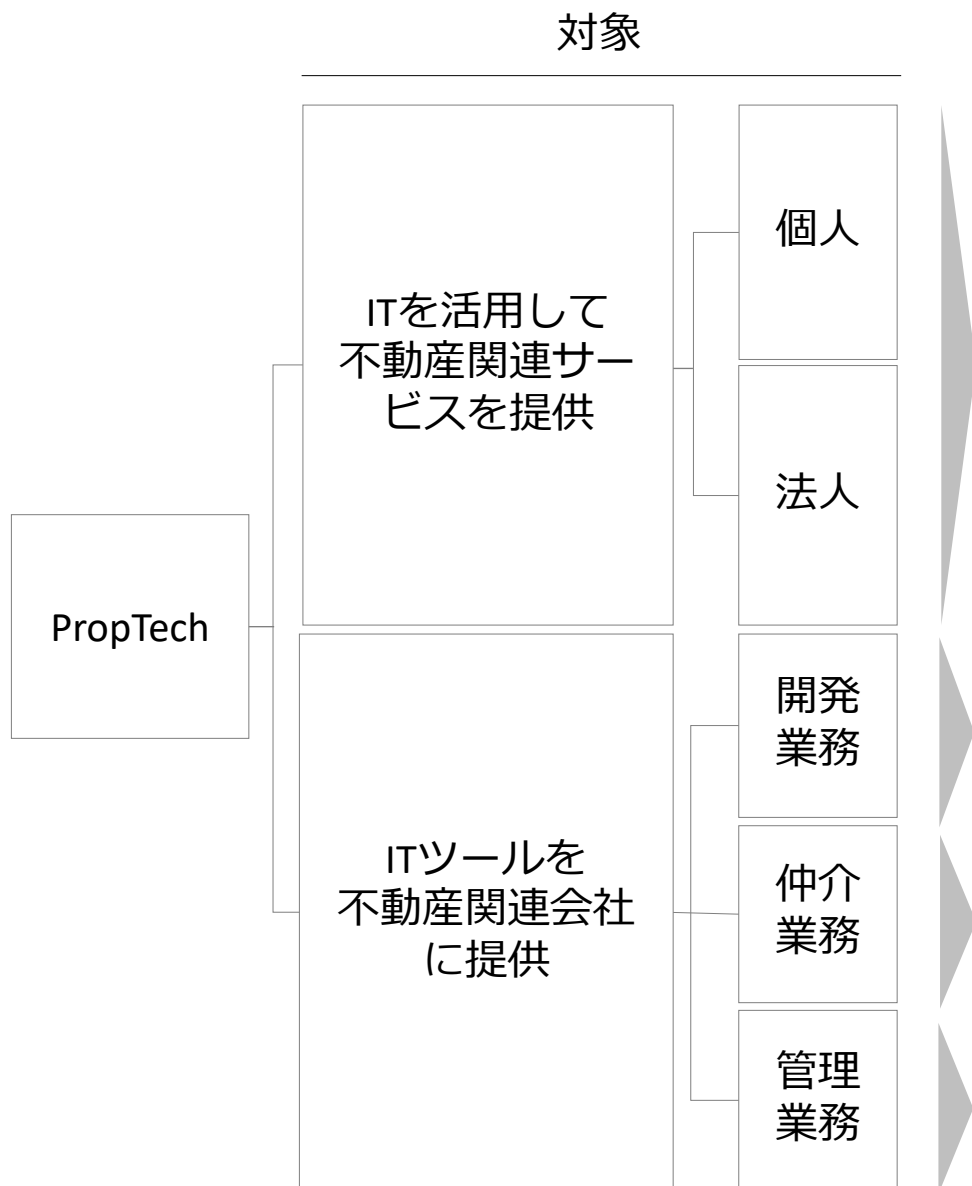 対象
ITを活用して
不動産関連サー
ビスを提供
個人
法人
PropTech
ITツールを
不動産関連会社
に提供
開発
業務
仲介
業務
管理
業務